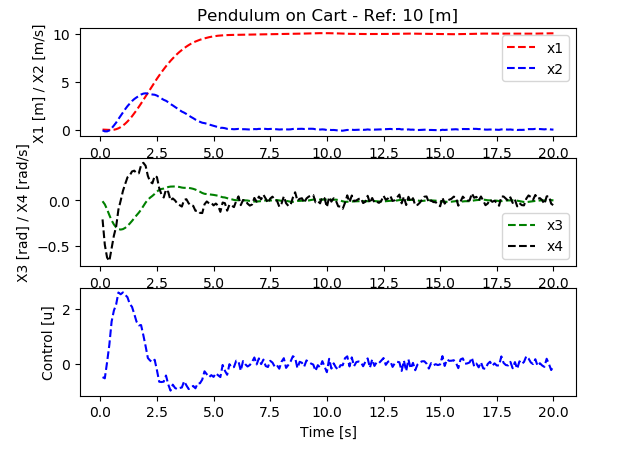 Pendulum on Cart - Ref: 10 [m]
X1 [m] / X2 [m/s]
10
5
0
x1
x2
0.0 2.5 5.0 7.5 10.0 12.5 15.0 17.5 20.0
X3 [rad] / X4 [rad/s]
0.0
−0.5
x3
x4
0.0 2.5 5.0 7.5 10.0 12.5 15.0 17.5 20.0
Control [u]
2
0
0.0 2.5 5.0 7.5 10.0 12.5 15.0 17.5 20.0
Time [s]